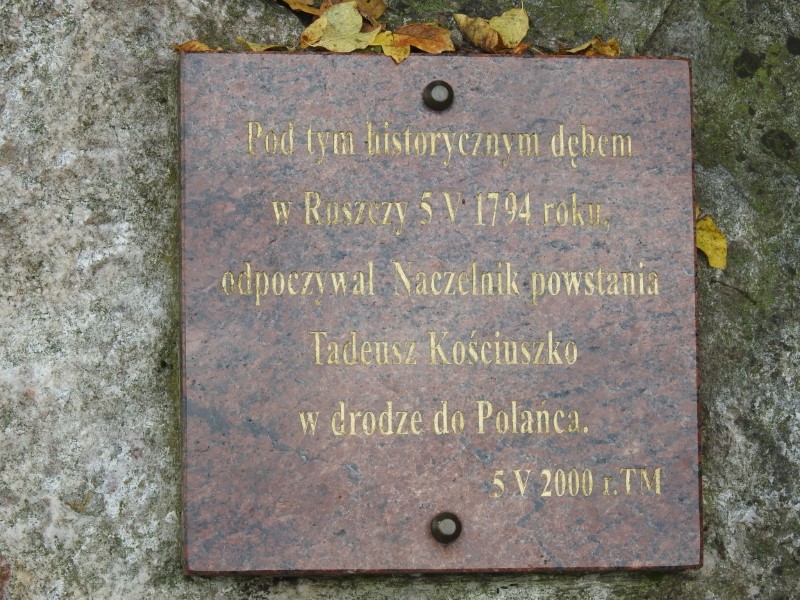 Pod tym historycznym dębem
w Ruszczy 5 V 1794 roku,
odpoczywał Naczelnik powstania
Tadeusz Kościuszko
w drodze do Polańca.
5 V 2000 r. TM